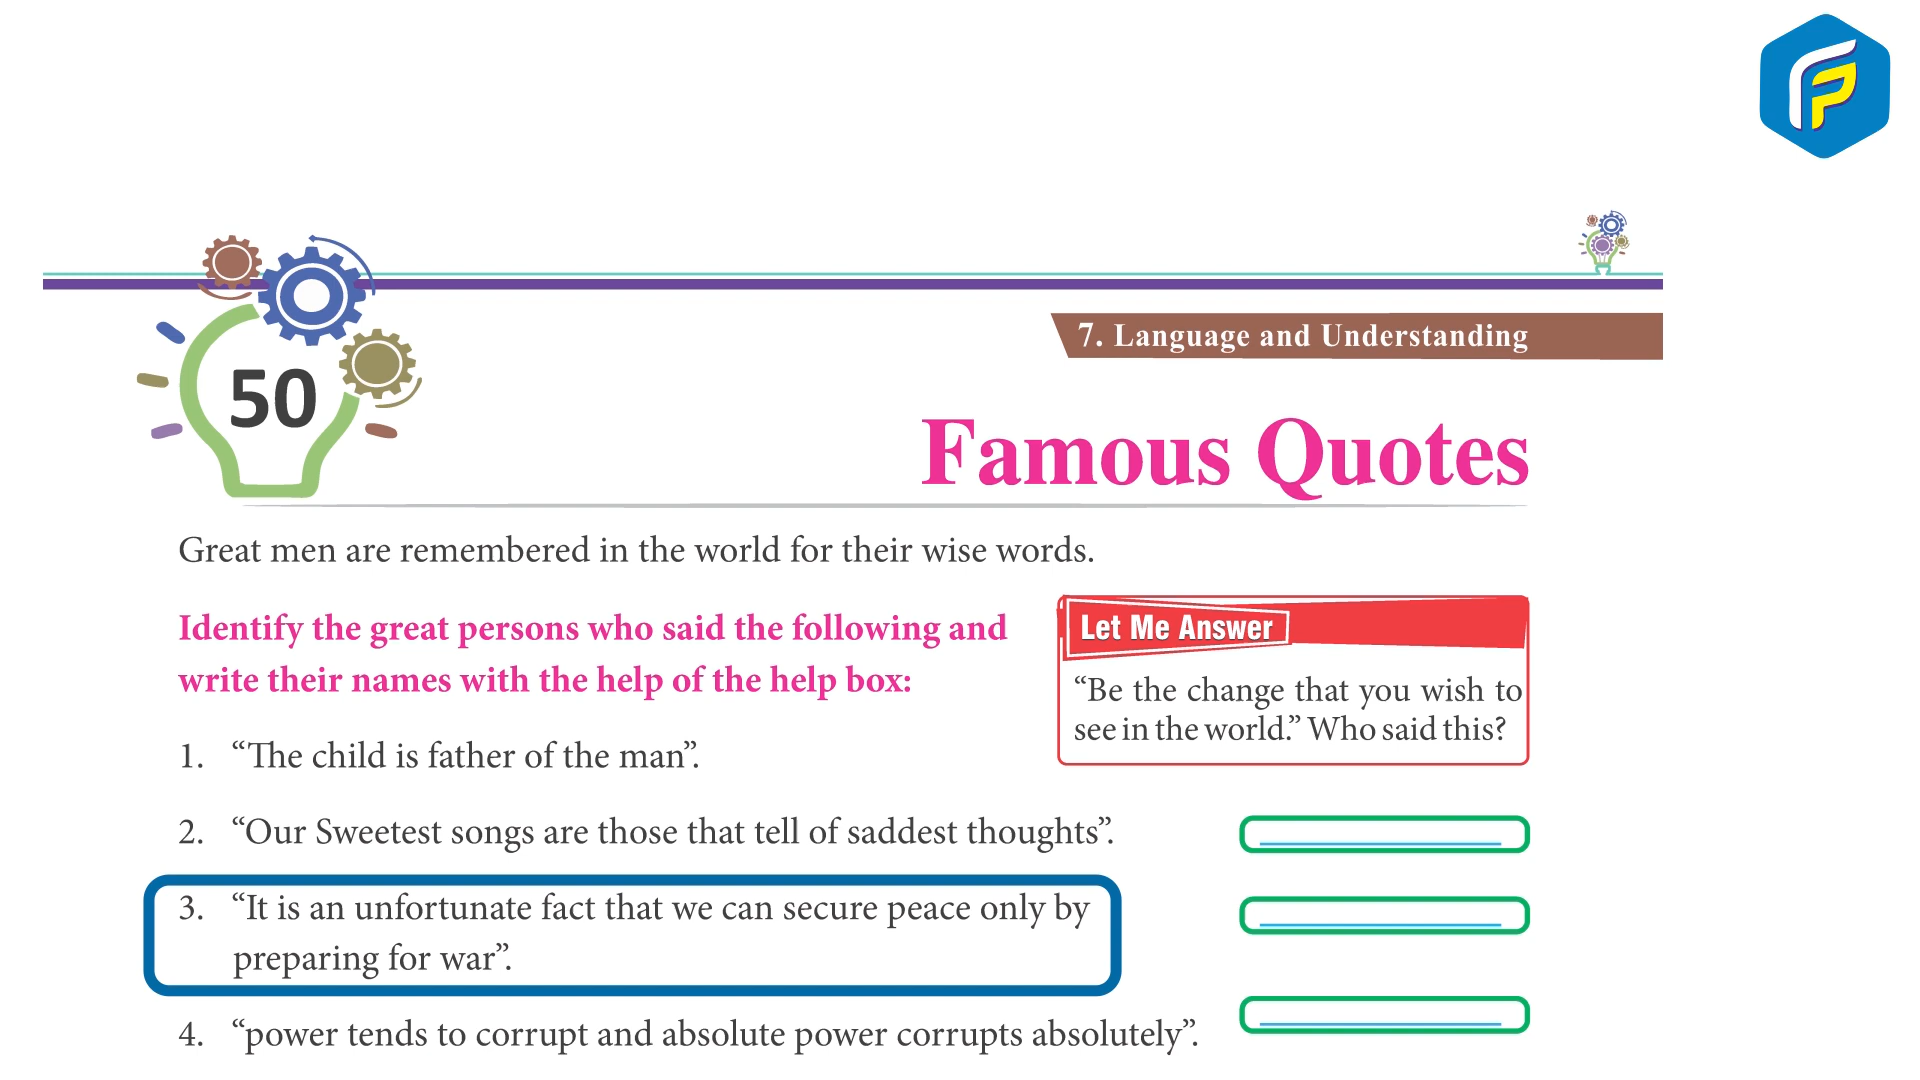 50
7. Language and Understanding
Famous Quotes
Great men are remembered in the world for their wise words.
Identify the great persons who said the following and
write their names with the help of the help box:
Let Me Answer
“Be the change that you wish to
see in the world.” Who said this?
1. “The child is father of the man”.
2. “Our Sweetest songs are those that tell of saddest thoughts”.
3. “It is an unfortunate fact that we can secure peace only by
preparing for war”.
4. “power tends to corrupt and absolute power corrupts absolutely”.